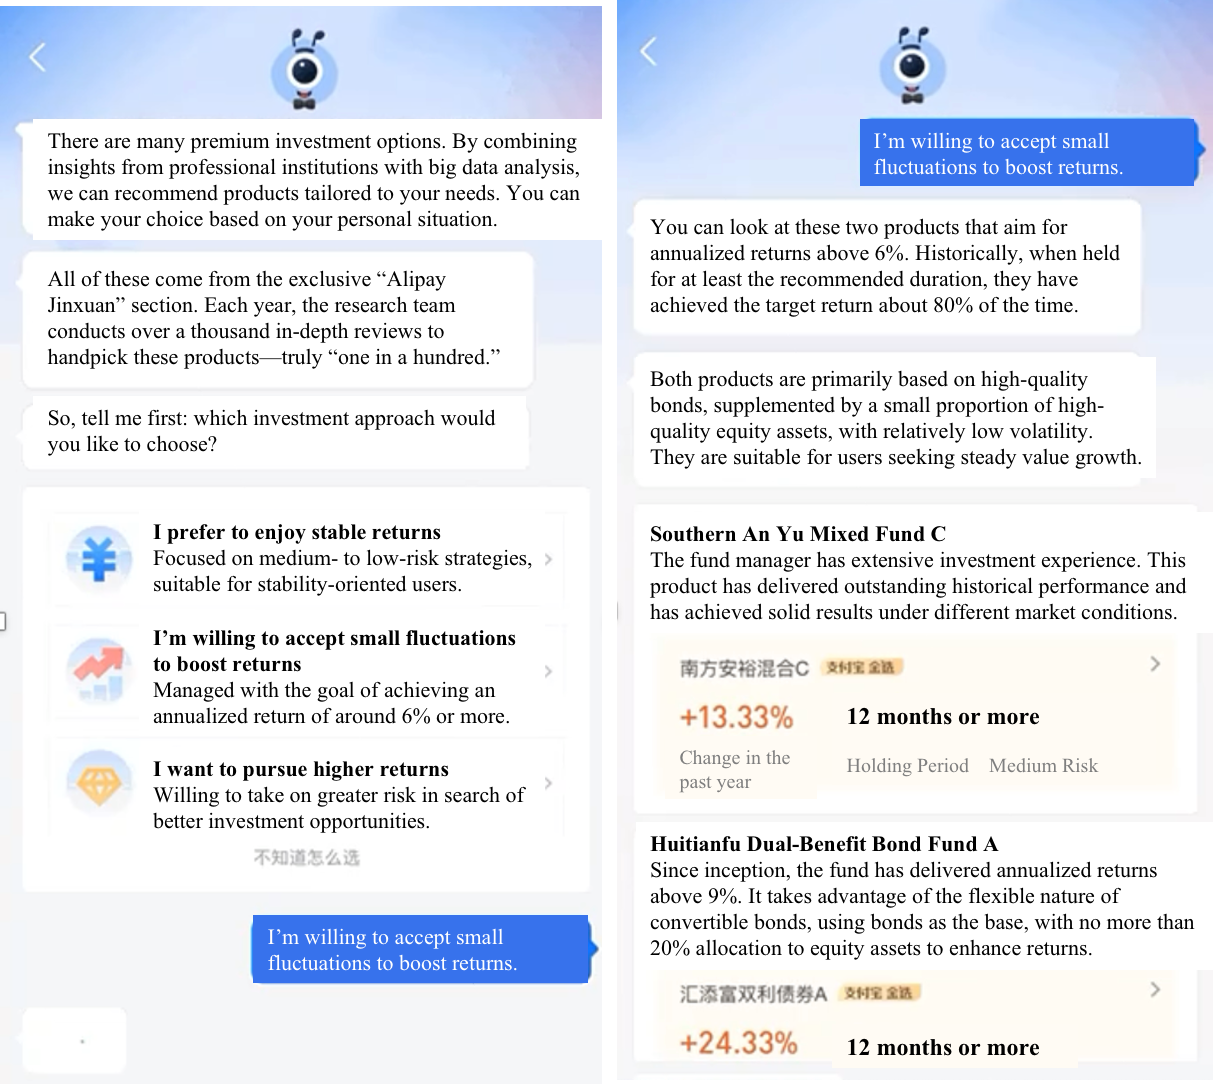 There are many premium investment options. By combining
insights from professional institutions with big data analysis,
we can recommend products tailored to your needs. You can
make your choice based on your personal situation.
All of these come from the exclusive “Alipay
Jinxuan” section. Each year, the research team
conducts over a thousand in-depth reviews to
handpick these products—truly “one in a hundred.”
So, tell me first: which investment approach would
you like to choose?
I prefer to enjoy stable returns
Focused on medium- to low-risk strategies,
suitable for stability-oriented users.
I’m willing to accept small fluctuations
to boost returns
Managed with the goal of achieving an
annualized return of around 6% or more.
I want to pursue higher returns
Willing to take on greater risk in search of
better investment opportunities.
不知道怎么选
I’m willing to accept small
fluctuations to boost returns.
I’m willing to accept small
fluctuations to boost returns.
You can look at these two products that aim for
annualized returns above 6%. Historically, when held
for at least the recommended duration, they have
achieved the target return about 80% of the time.
Both products are primarily based on high-quality
bonds, supplemented by a small proportion of high-
quality equity assets, with relatively low volatility.
They are suitable for users seeking steady value growth.
Southern An Yu Mixed Fund C
The fund manager has extensive investment experience. This
product has delivered outstanding historical performance and
has achieved solid results under different market conditions.
南方安裕混合C 支付宝金选
+13.33% 12 months or more
Change in the
past year
Holding Period Medium Risk
Huitianfu Dual-Benefit Bond Fund A
Since inception, the fund has delivered annualized returns
above 9%. It takes advantage of the flexible nature of
convertible bonds, using bonds as the base, with no more than
20% allocation to equity assets to enhance returns.
汇添富双利债券A 支付宝金选
+24.33% 12 months or more